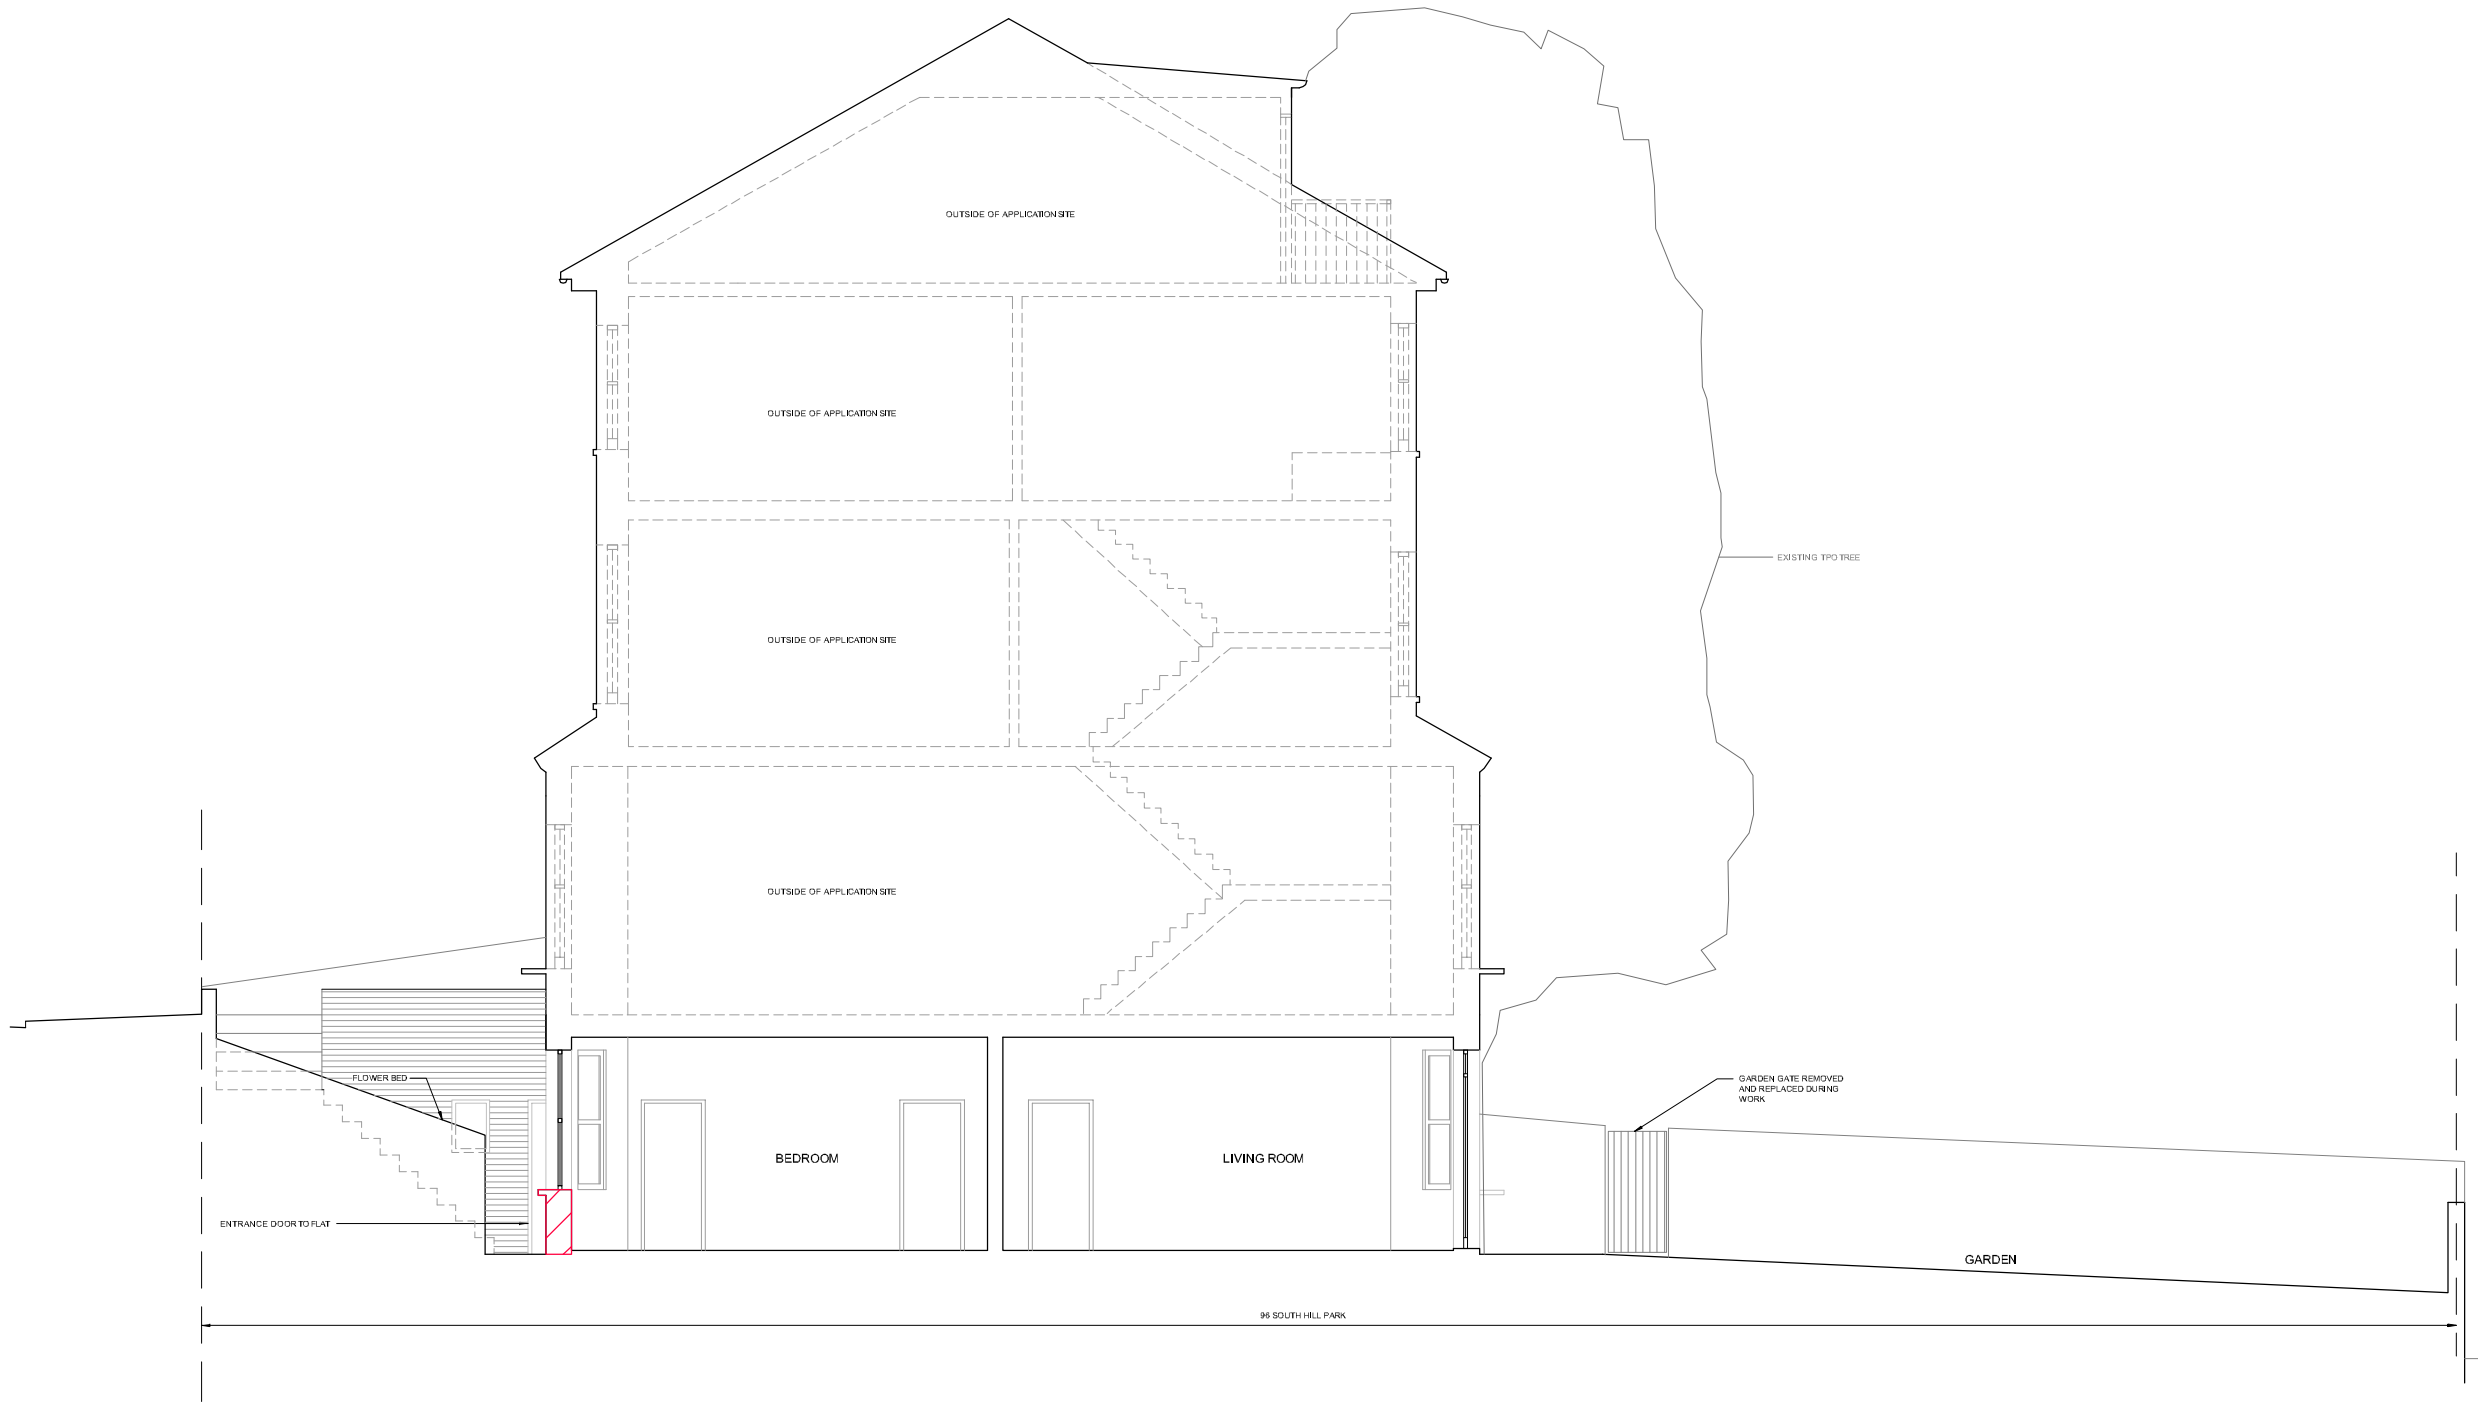 OUTSIDE OF APPLICATION SITE
OUTSIDE OF APPLICATION SITE
EXISTING TPO TREE
OUTSIDE OF APPLICATION SITE
OUTSIDE OF APPLICATION SITE
FLOWER BED
GARDEN GATE REMOVED
AND REPLACED DURING
WORK
BEDROOM
LIVING ROOM
ENTRANCE DOOR TO FLAT
GARDEN
96 SOUTH HILL PARK